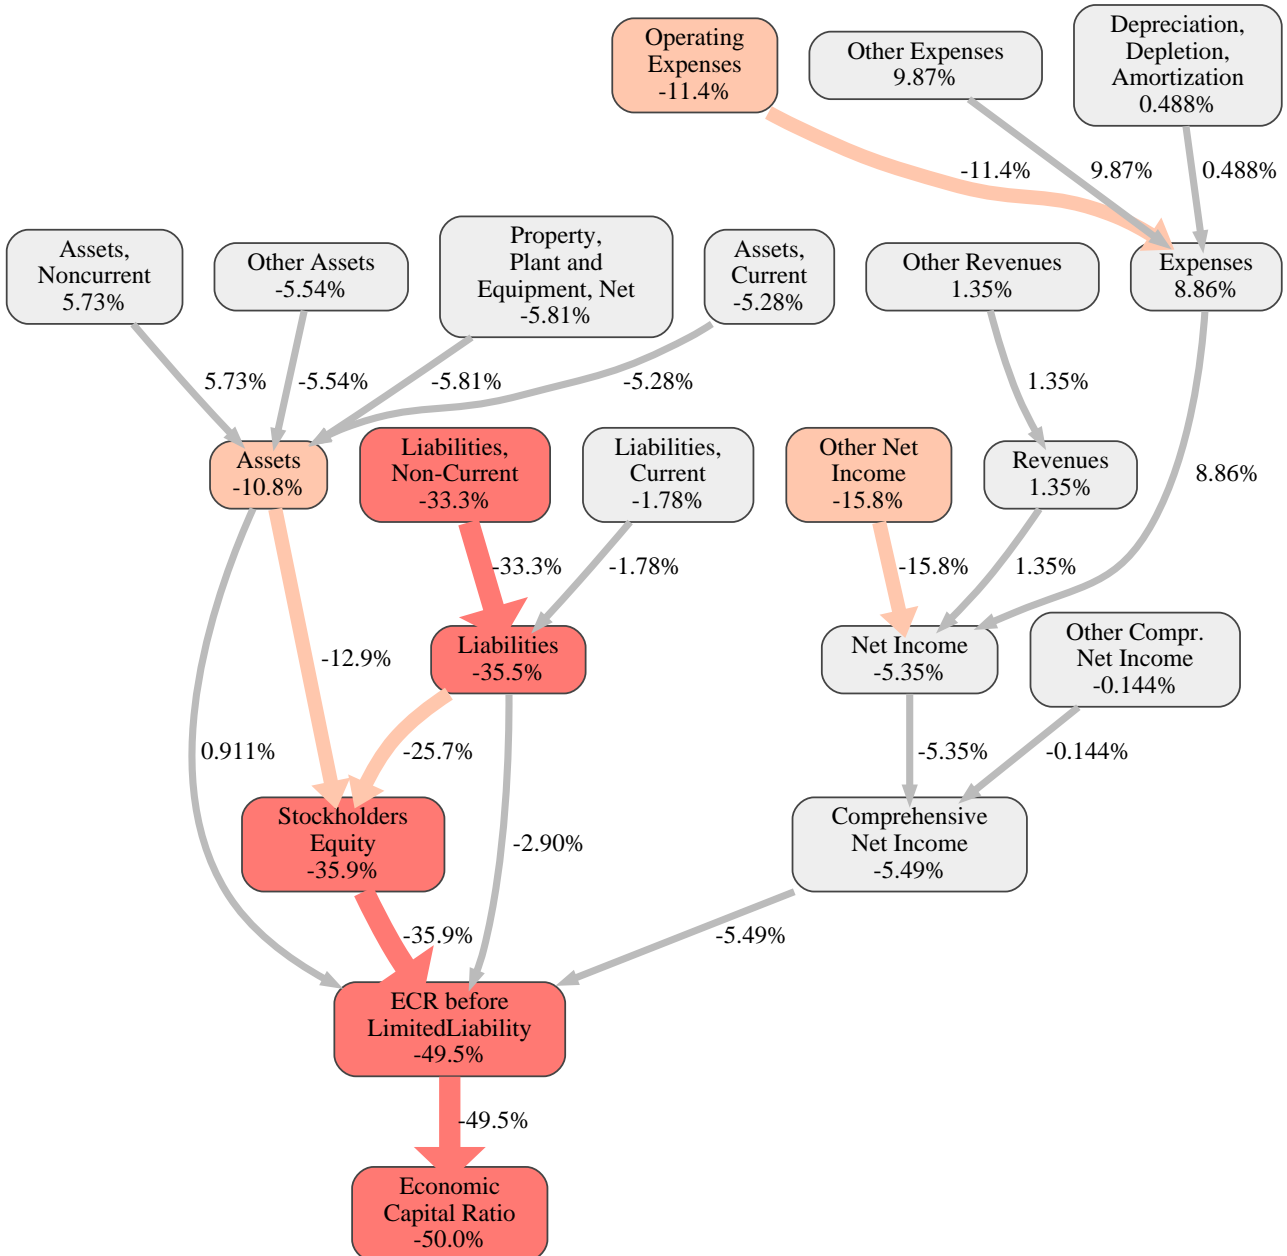 Operating
Expenses
-11.4%
Other Expenses
9.87%
Depreciation,
Depletion,
Amortization
0.488%
-11.4%
9.87%
0.488%
Assets,
Noncurrent
5.73%
Other Assets
-5.54%
Property,
Plant and
Equipment, Net
-5.81%
Assets,
Current
-5.28%
Other Revenues
1.35%
Expenses
8.86%
5.73%
-5.54%
-5.81%
-5.28%
1.35%
8.86%
Assets
-10.8%
Liabilities,
Non-Current
-33.3%
Liabilities,
Current
-1.78%
Other Net
Income
-15.8%
Revenues
1.35%
-33.3%
-1.78%
-15.8%
1.35%
Liabilities
-35.5%
Net Income
-5.35%
Other Compr.
Net Income
-0.144%
-12.9%
0.911%
-25.7%
-2.90%
-5.35%
-0.144%
Stockholders
Equity
-35.9%
Comprehensive
Net Income
-5.49%
-35.9%
-5.49%
ECR before
LimitedLiability
-49.5%
-49.5%
Economic
Capital Ratio
-50.0%